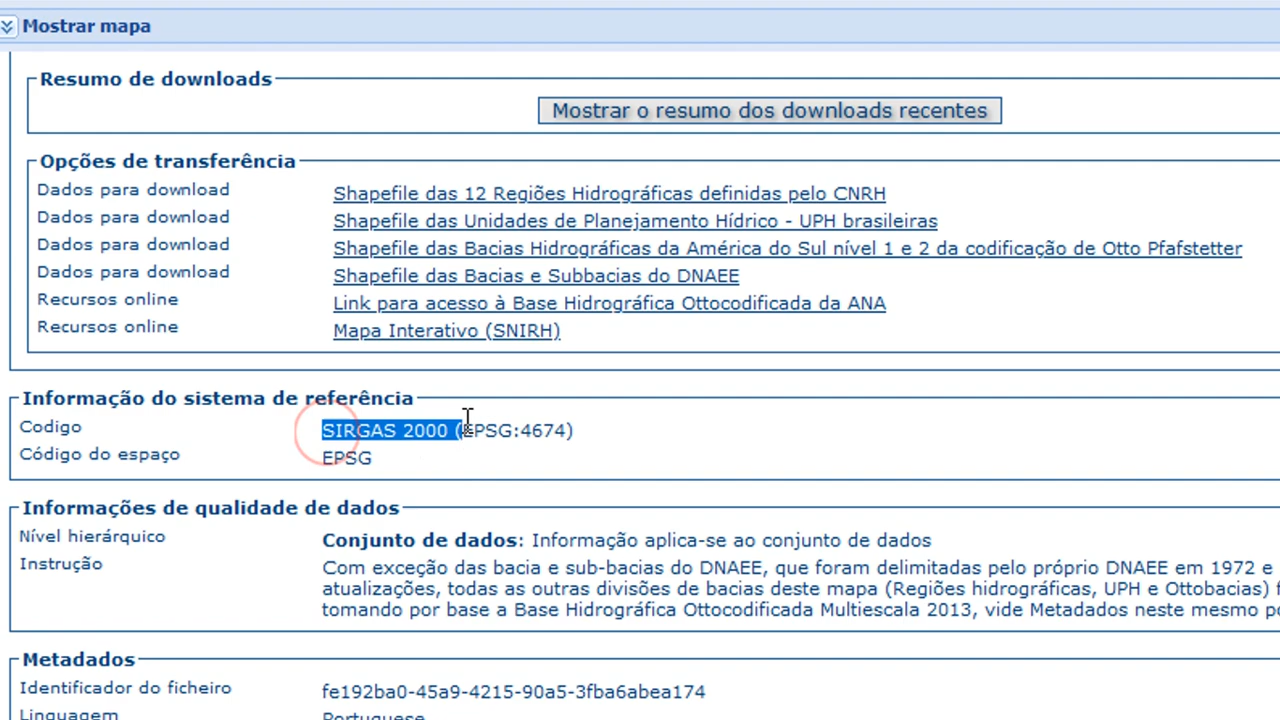 Mostrar mapa
Resumo de downloads
Mostrar o resumo dos downloads recentes
Opções de transferência
Dados para download Shapefile das 12 Regiões Hidrográficas definidas pelo CNRH
Dados para download Shapefile das Unidades de Planejamento Hídrico - UPH brasileiras
Dados para download Shapefile das Bacias Hidrográficas da América do Sul nível 1 e 2 da codificação de Otto Pfafstetter
Dados para download Shapefile das Bacias e Subbacias do DNAEE
Recursos online Link para acesso à Base Hidrográfica Ottocodificada da ANA
Recursos online Mapa Interativo (SNIRH)
Informação do sistema de referência
Codigo SIRGAS 2000 (EPSG:4674)
Código do espaço EPSG
Informações de qualidade de dados
Nível hierárquico Conjunto de dados: Informação aplica-se ao conjunto de dados
Instrução Com exceção das bacia e sub-bacias do DNAEE, que foram delimitadas pelo próprio DNAEE em 1972 e
atualizações, todas as outras divisões de bacias deste mapa (Regiões hidrográficas, UPH e Ottobacias)
tomando por base a Base Hidrográfica Ottocodificada Multiescala 2013, vide Metadados neste mesmo
Metadados
Identificador do ficheiro fe192ba0-45a9-4215-90a5-3fba6abea174
Linguagem Portuguese